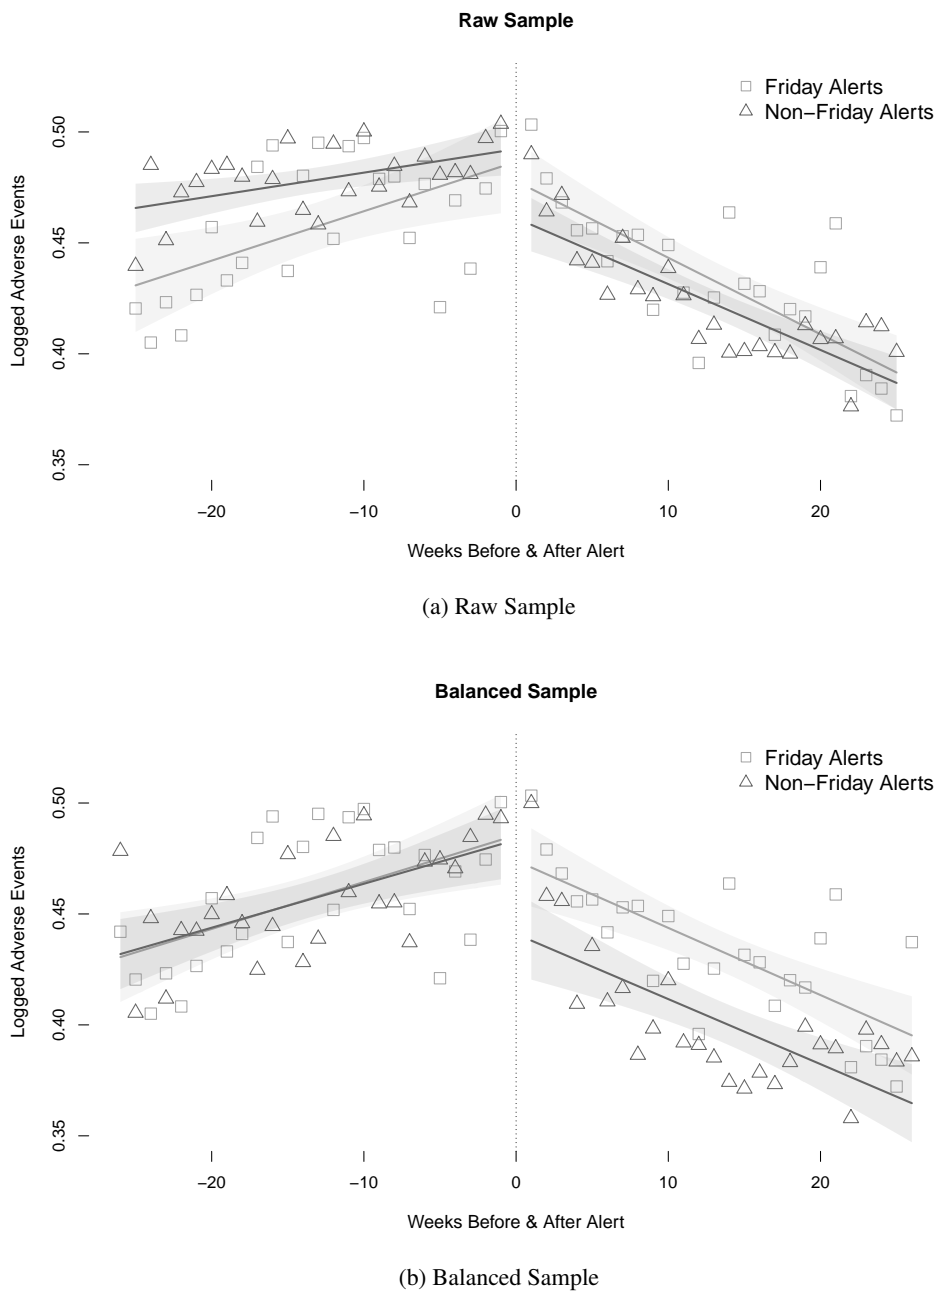 Raw Sample
Friday Alerts
Non−Friday Alerts
Logged Adverse Events
0.50
0.45
0.40
0.35
−20 −10 0 10 20
Weeks Before & After Alert
(a) Raw Sample
Balanced Sample
Friday Alerts
Non−Friday Alerts
Logged Adverse Events
0.50
0.45
0.40
0.35
−20 −10 0 10 20
Weeks Before & After Alert
(b) Balanced Sample